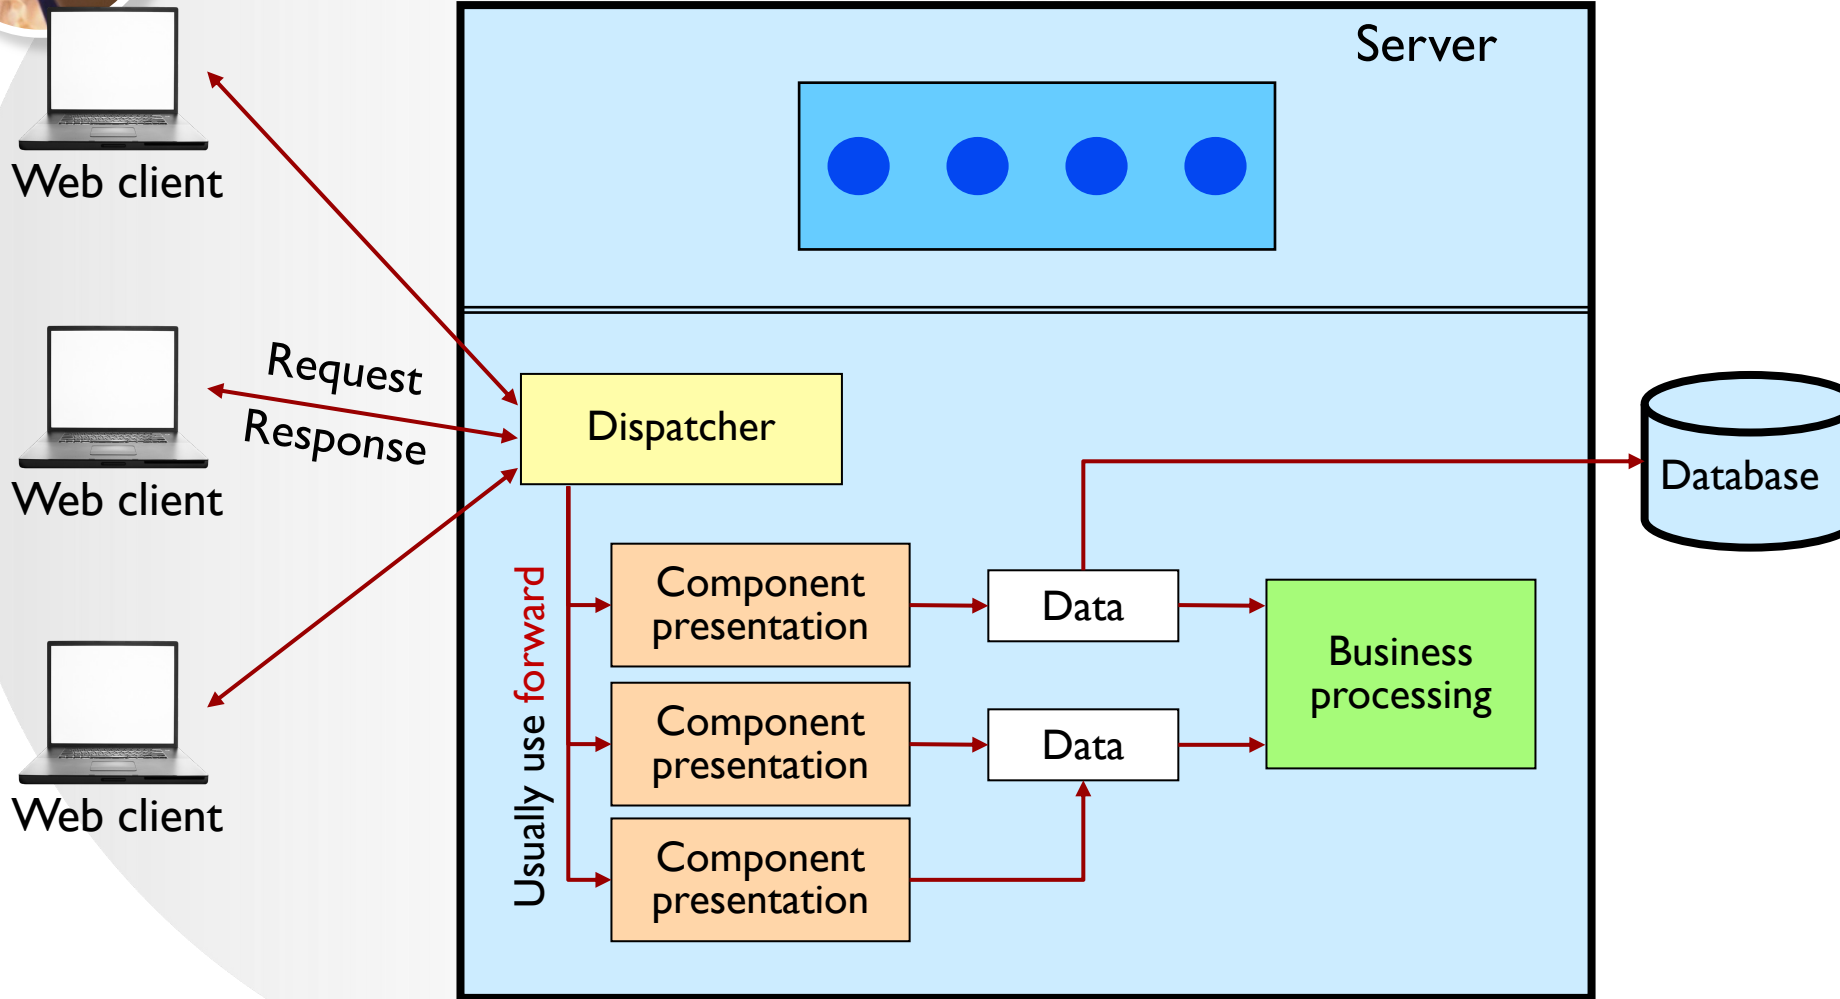 Server
Web client
Request
Response
Web client
Web client
Dispatcher
Usually use forward
Component
presentation
Data
Component
presentation
Data
Component
presentation
Business
processing
Database